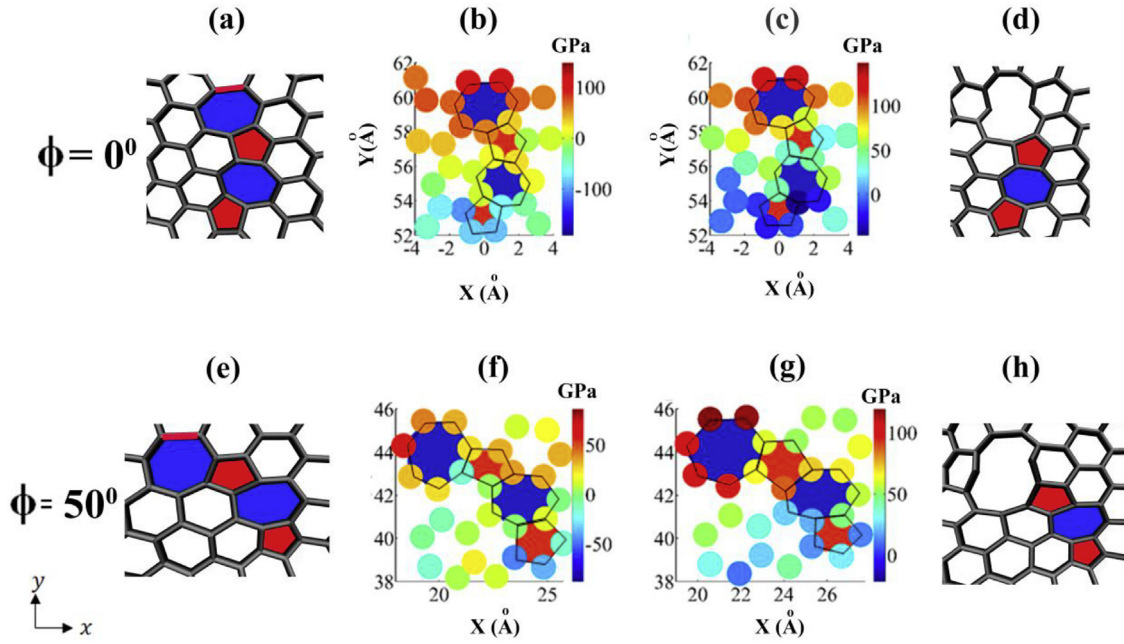 (a) (b) (c) (d)
ϕ = 0⁰
GPa
62
60
58
56
54
52
Y(Å)
-4 -2 0 2 4
X (Å)
100
0
-100
GPa
62
60
58
56
54
52
Y(Å)
-4 -2 0 2 4
X (Å)
100
50
0
(e) (f) (g) (h)
ϕ = 50⁰
GPa
46
44
42
40
38
20 25
X (Å)
50
0
-50
GPa
46
44
42
40
38
20 22 24 26
X (Å)
100
50
0
y
x